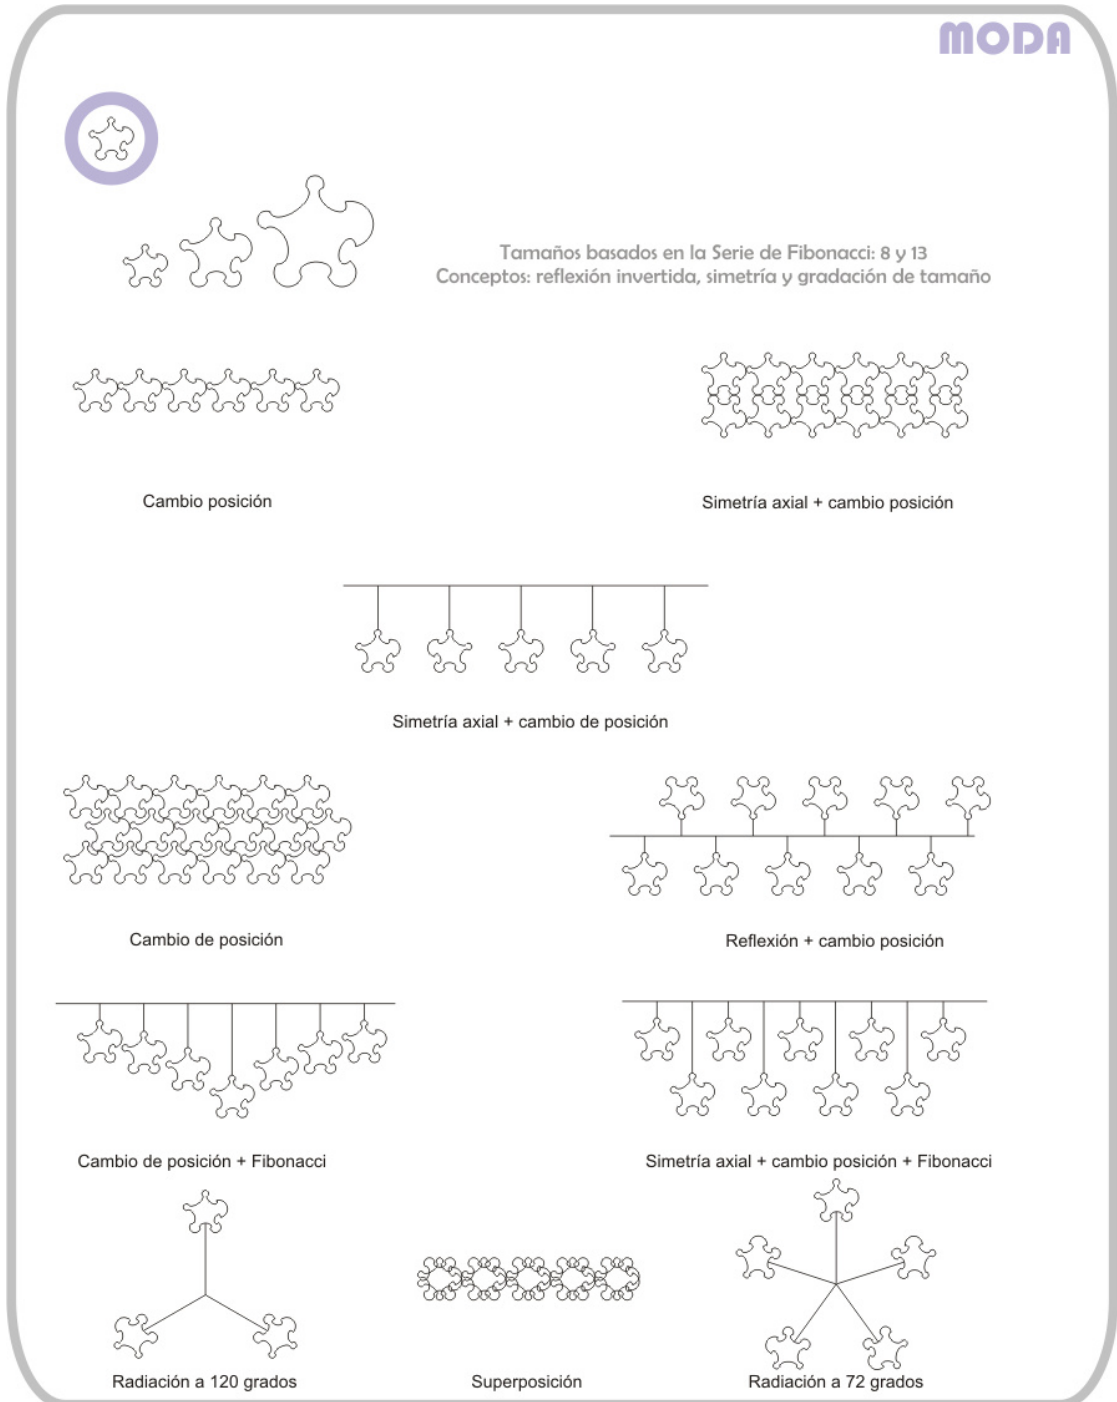 MODA
Tamaños basados en la Serie de Fibonacci: 8 y 13
Conceptos: reflexión invertida, simetría y gradación de tamaño
Cambio posición
Simetría axial + cambio posición
Simetría axial + cambio de posición
Cambio de posición
Reflexión + cambio posición
Cambio de posición + Fibonacci
Simetría axial + cambio posición + Fibonacci
Radiación a 120 grados
Superposición
Radiación a 72 grados